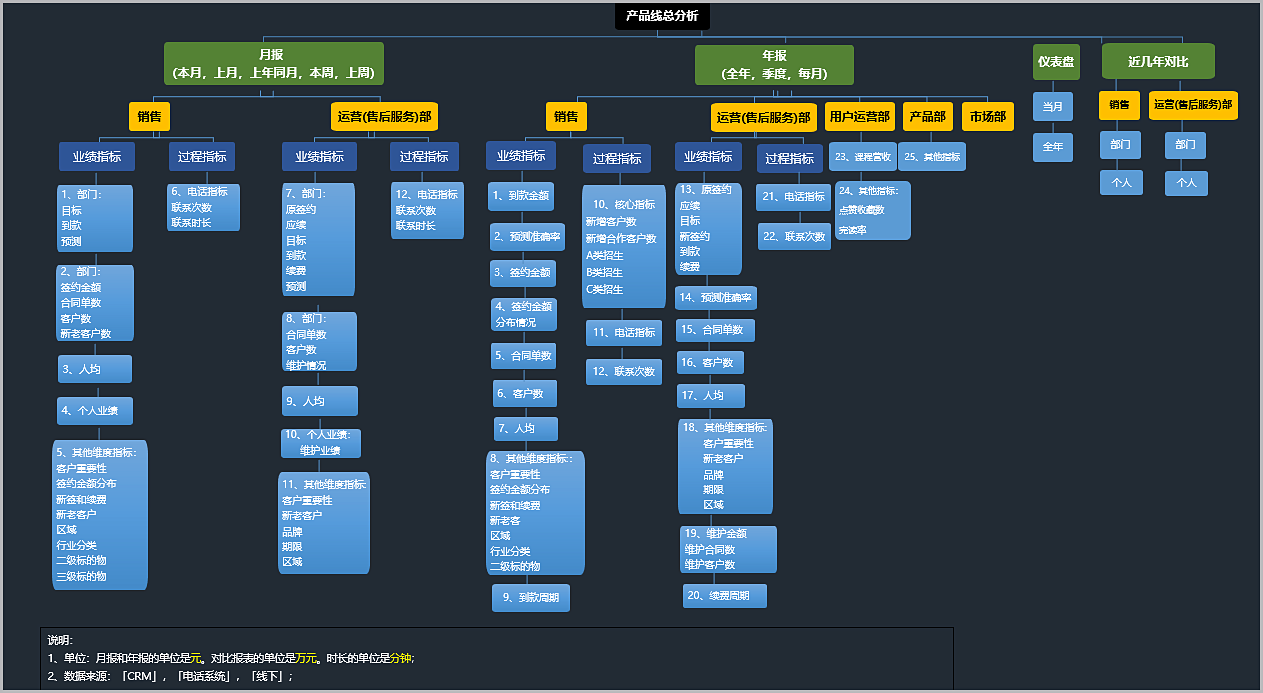 产品线总分析
月报
(本月，上月，上年同月，本周，上周)
销售
业绩指标
1、部门:
目标
到款
预测
2、部门:
签约金额
合同单数
客户数
新老客户数
3、人均
4、个人业绩
5、其他维度指标:
客户重要性
签约金额分布
新签和续费
新老客户
区域
行业分类
二级标的物
三级标的物
过程指标
6、电话指标
联系次数
联系时长
运营(售后服务)部
业绩指标
7、部门:
原签约
应续
目标
到款
续费
预测
8、部门:
合同单数
客户数
维护情况
9、人均
10、个人业绩:
维护业绩
11、其他维度指标:
客户重要性
新老客户
品牌
期限
区域
过程指标
12、电话指标
联系次数
联系时长
年报
(全年，季度，每月)
销售
业绩指标
1、到款金额
2、预测准确率
3、签约金额
4、签约金额
分布情况
5、合同单数
6、客户数
7、人均
8、其他维度指标::
客户重要性
签约金额分布
新签和续费
新老客
区域
行业分类
二级标的物
9、到款周期
过程指标
10、核心指标
新增客户数
新增合作客户数
A类招生
B类招生
C类招生
11、电话指标
12、联系次数
运营(售后服务)部
业绩指标
13、原签约
应续
目标
新签约
到款
续费
14、预测准确率
15、合同单数
16、客户数
17、人均
18、其他维度指标:
客户重要性
新老客户
品牌
期限
区域
19、维护金额
维护合同数
维护客户数
20、续费周期
过程指标
21、电话指标
22、联系次数
用户运营部
23、课程营收
24、其他指标:
点赞收藏数
完读率
产品部
25、其他指标
市场部
仪表盘
当月
全年
近几年对比
销售
部门
个人
运营(售后服务)部
部门
个人
说明:
1、单位：月报和年报的单位是元。对比报表的单位是万元。时长的单位是分钟;
2、数据来源：「CRM」，「电话系统」，「线下」;